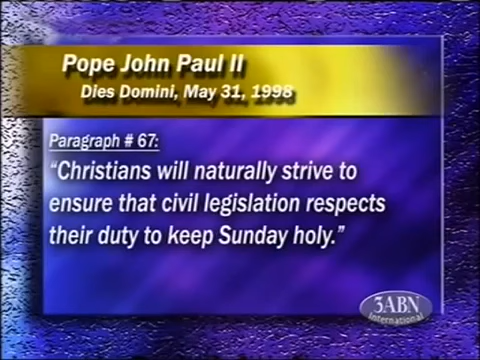 Pope John Paul II
Dies Domini, May 31, 1998
Paragraph # 67:
“Christians will naturally strive to
ensure that civil legislation respects
their duty to keep Sunday holy.”
3ABN
International